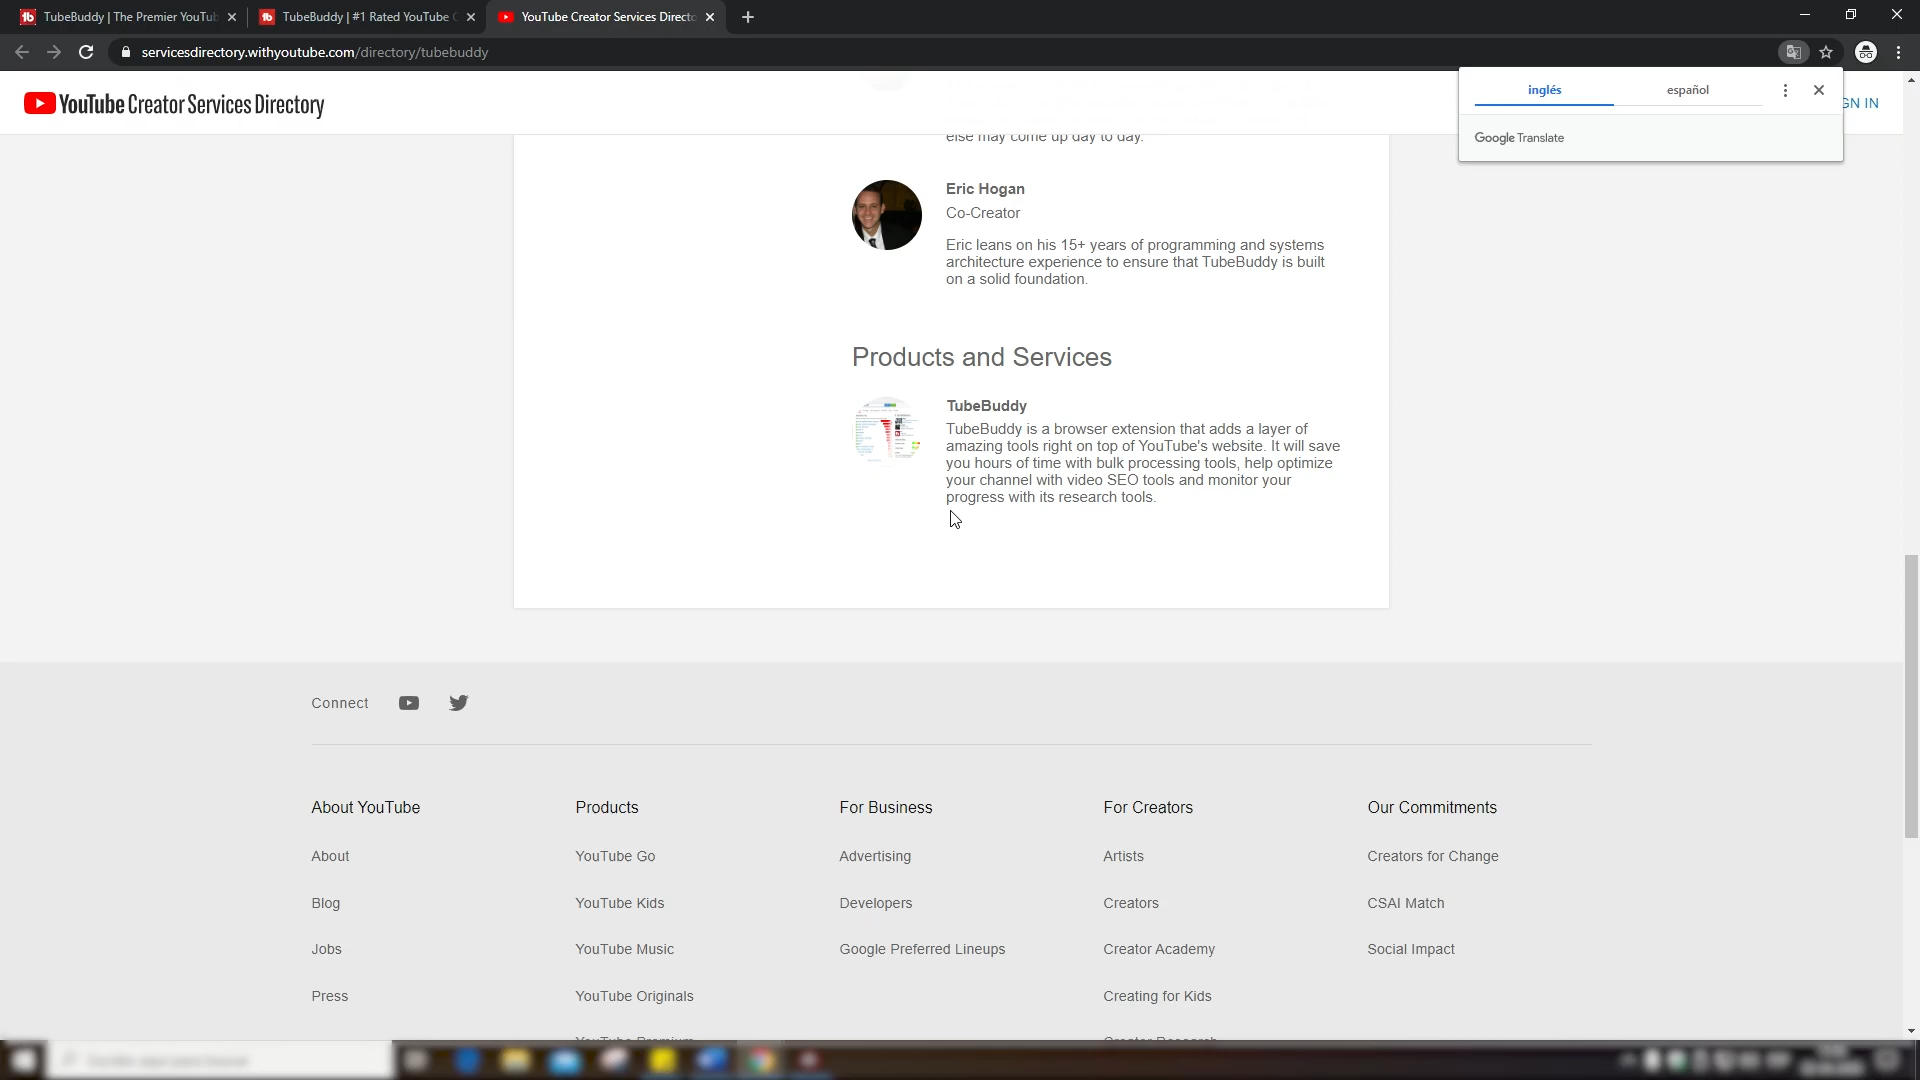 TubeBuddy | The Premier YouTub
TubeBuddy | #1 Rated YouTube
YouTube Creator Services Directo
servicesdirectory.withyoutube.com/directory/tubebuddy
inglés
español
Google Translate
GN IN
YouTube Creator Services Directory
else may come up day to day.
Eric Hogan
Co-Creator
Eric leans on his 15+ years of programming and systems
architecture experience to ensure that TubeBuddy is built
on a solid foundation.
Products and Services
TubeBuddy
TubeBuddy is a browser extension that adds a layer of
amazing tools right on top of YouTube's website. It will save
you hours of time with bulk processing tools, help optimize
your channel with video SEO tools and monitor your
progress with its research tools.
Connect
About YouTube
About
Blog
Jobs
Press
Products
YouTube Go
YouTube Kids
YouTube Music
YouTube Originals
YouTube Premium
For Business
Advertising
Developers
Google Preferred Lineups
For Creators
Artists
Creators
Creator Academy
Creating for Kids
Creator Research
Our Commitments
Creators for Change
CSAI Match
Social Impact